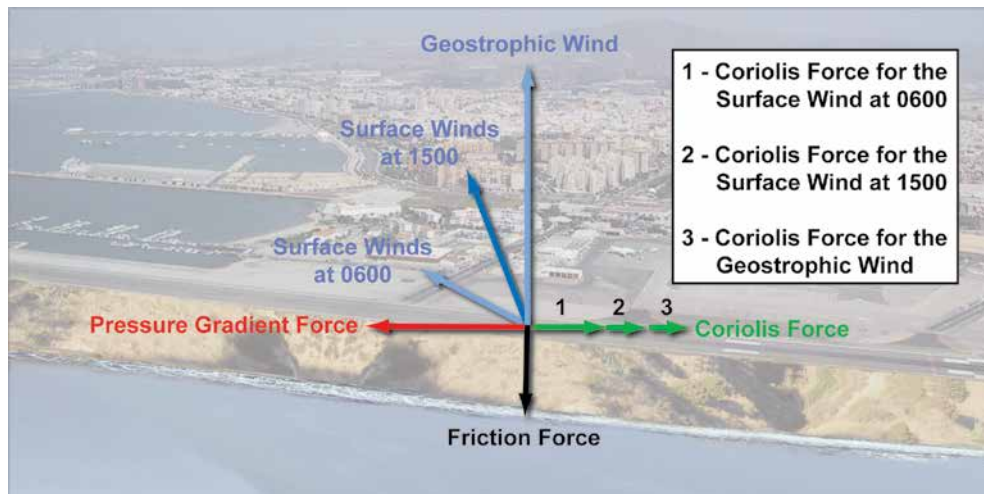 Geostrophic Wind
Surface Winds
at 1500
Surface Winds
at 0600
Pressure Gradient Force
1
2
3
Coriolis Force
Friction Force
1 - Coriolis Force for the
Surface Wind at 0600
2 - Coriolis Force for the
Surface Wind at 1500
3 - Coriolis Force for the
Geostrophic Wind